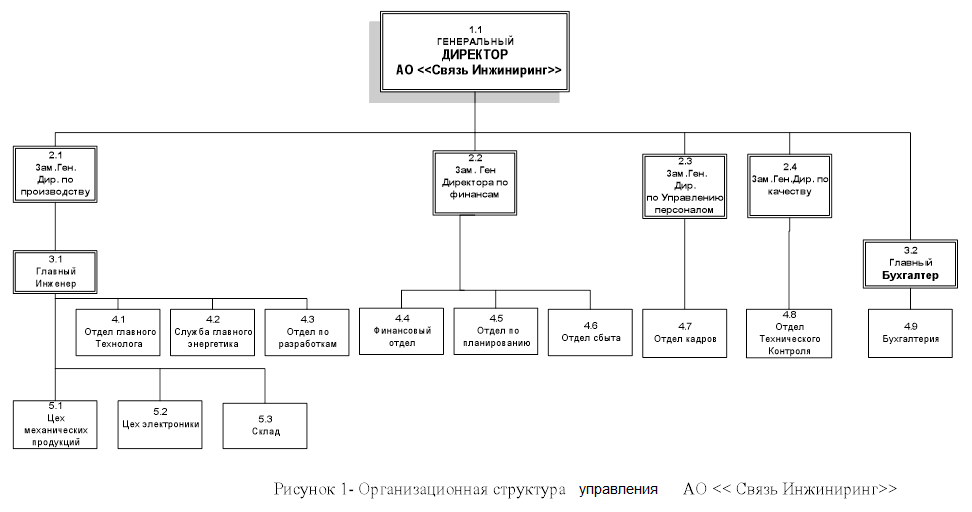 1.1
ГЕНЕРАЛЬНЫЙ
ДИРЕКТОР
АО <<Связь Инжиниринг>>
2.1
Зам.Ген.
Дир. по
производству
2.2
Зам. Ген
Директора по
финансам
2.3
Зам.Ген.
Дир.
по Управлению
персоналом
2.4
Зам.Ген.Дир. по
качеству
3.1
Главный
Инженер
3.2
Главный
Бухгалтер
4.1
Отдел главного
Технолога
4.2
Служба главного
энергетика
4.3
Отдел по
разработкам
4.4
Финансовый
отдел
4.5
Отдел по
планированию
4.6
Отдел сбыта
4.7
Отдел кадров
4.8
Отдел
Технического
Контроля
4.9
Бухгалтерия
5.1
Цех
механических
продукций
5.2
Цех электроники
5.3
Склад
Рисунок 1- Организационная структура управления АО << Связь Инжиниринг>>